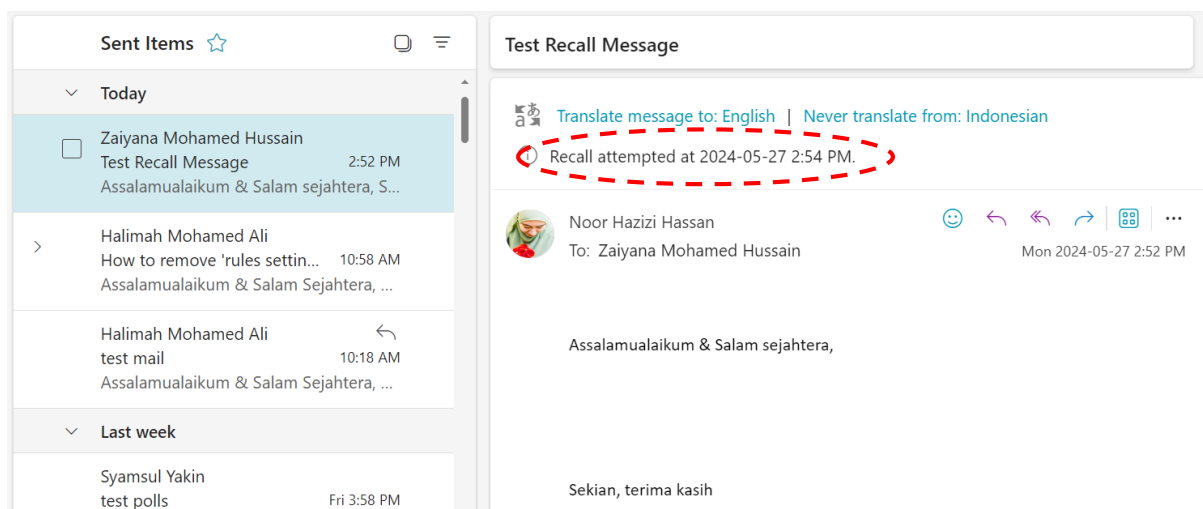 Sent Items
Today
Zaiyana Mohamed Hussain
Test Recall Message 2:52 PM
Assalamualaikum & Salam sejahtera, S...
Halimah Mohamed Ali
How to remove 'rules settin... 10:58 AM
Assalamualaikum & Salam Sejahtera, ...
Halimah Mohamed Ali
test mail 10:18 AM
Assalamualaikum & Salam Sejahtera, ...
Last week
Syamsul Yakin
test polls Fri 3:58 PM
Test Recall Message
Translate message to: English | Never translate from: Indonesian
Recall attempted at 2024-05-27 2:54 PM.
Noor Hazizi Hassan
To: Zaiyana Mohamed Hussain Mon 2024-05-27 2:52 PM
Assalamualaikum & Salam sejahtera,
Sekian, terima kasih